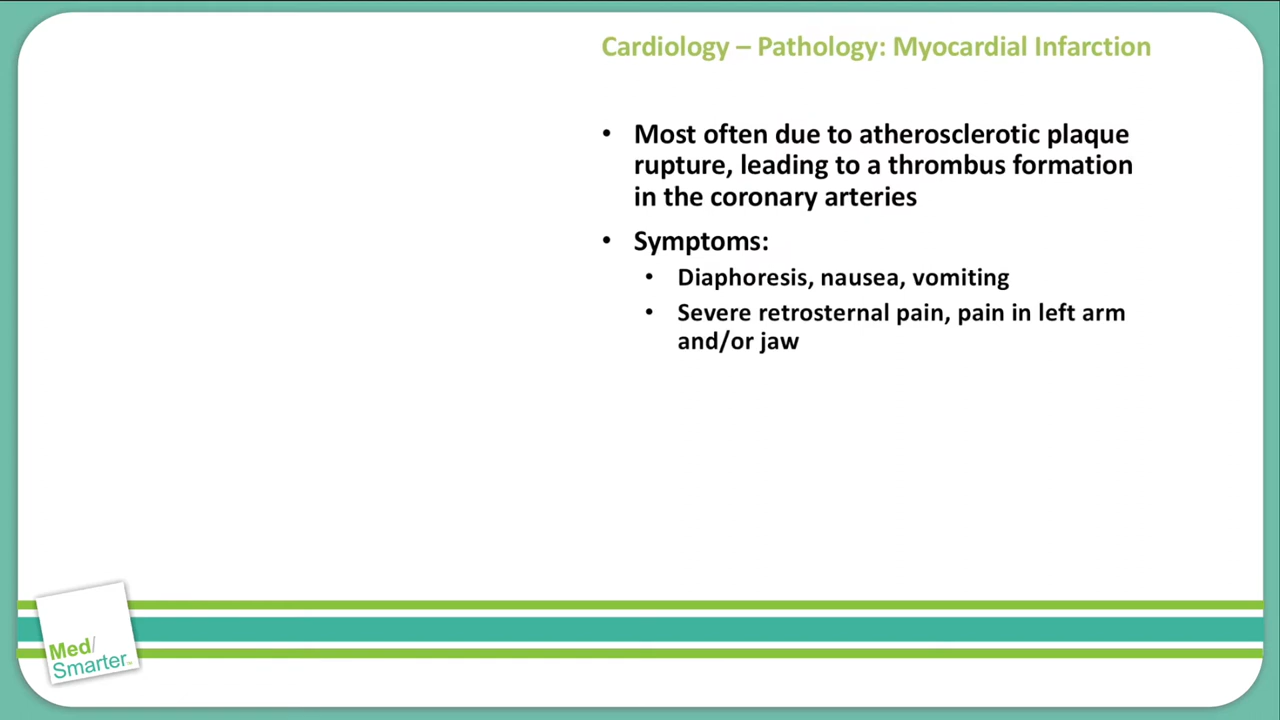 Cardiology – Pathology: Myocardial Infarction
• Most often due to atherosclerotic plaque
rupture, leading to a thrombus formation
in the coronary arteries
• Symptoms:
• Diaphoresis, nausea, vomiting
• Severe retrosternal pain, pain in left arm
and/or jaw
Med/
Smarter